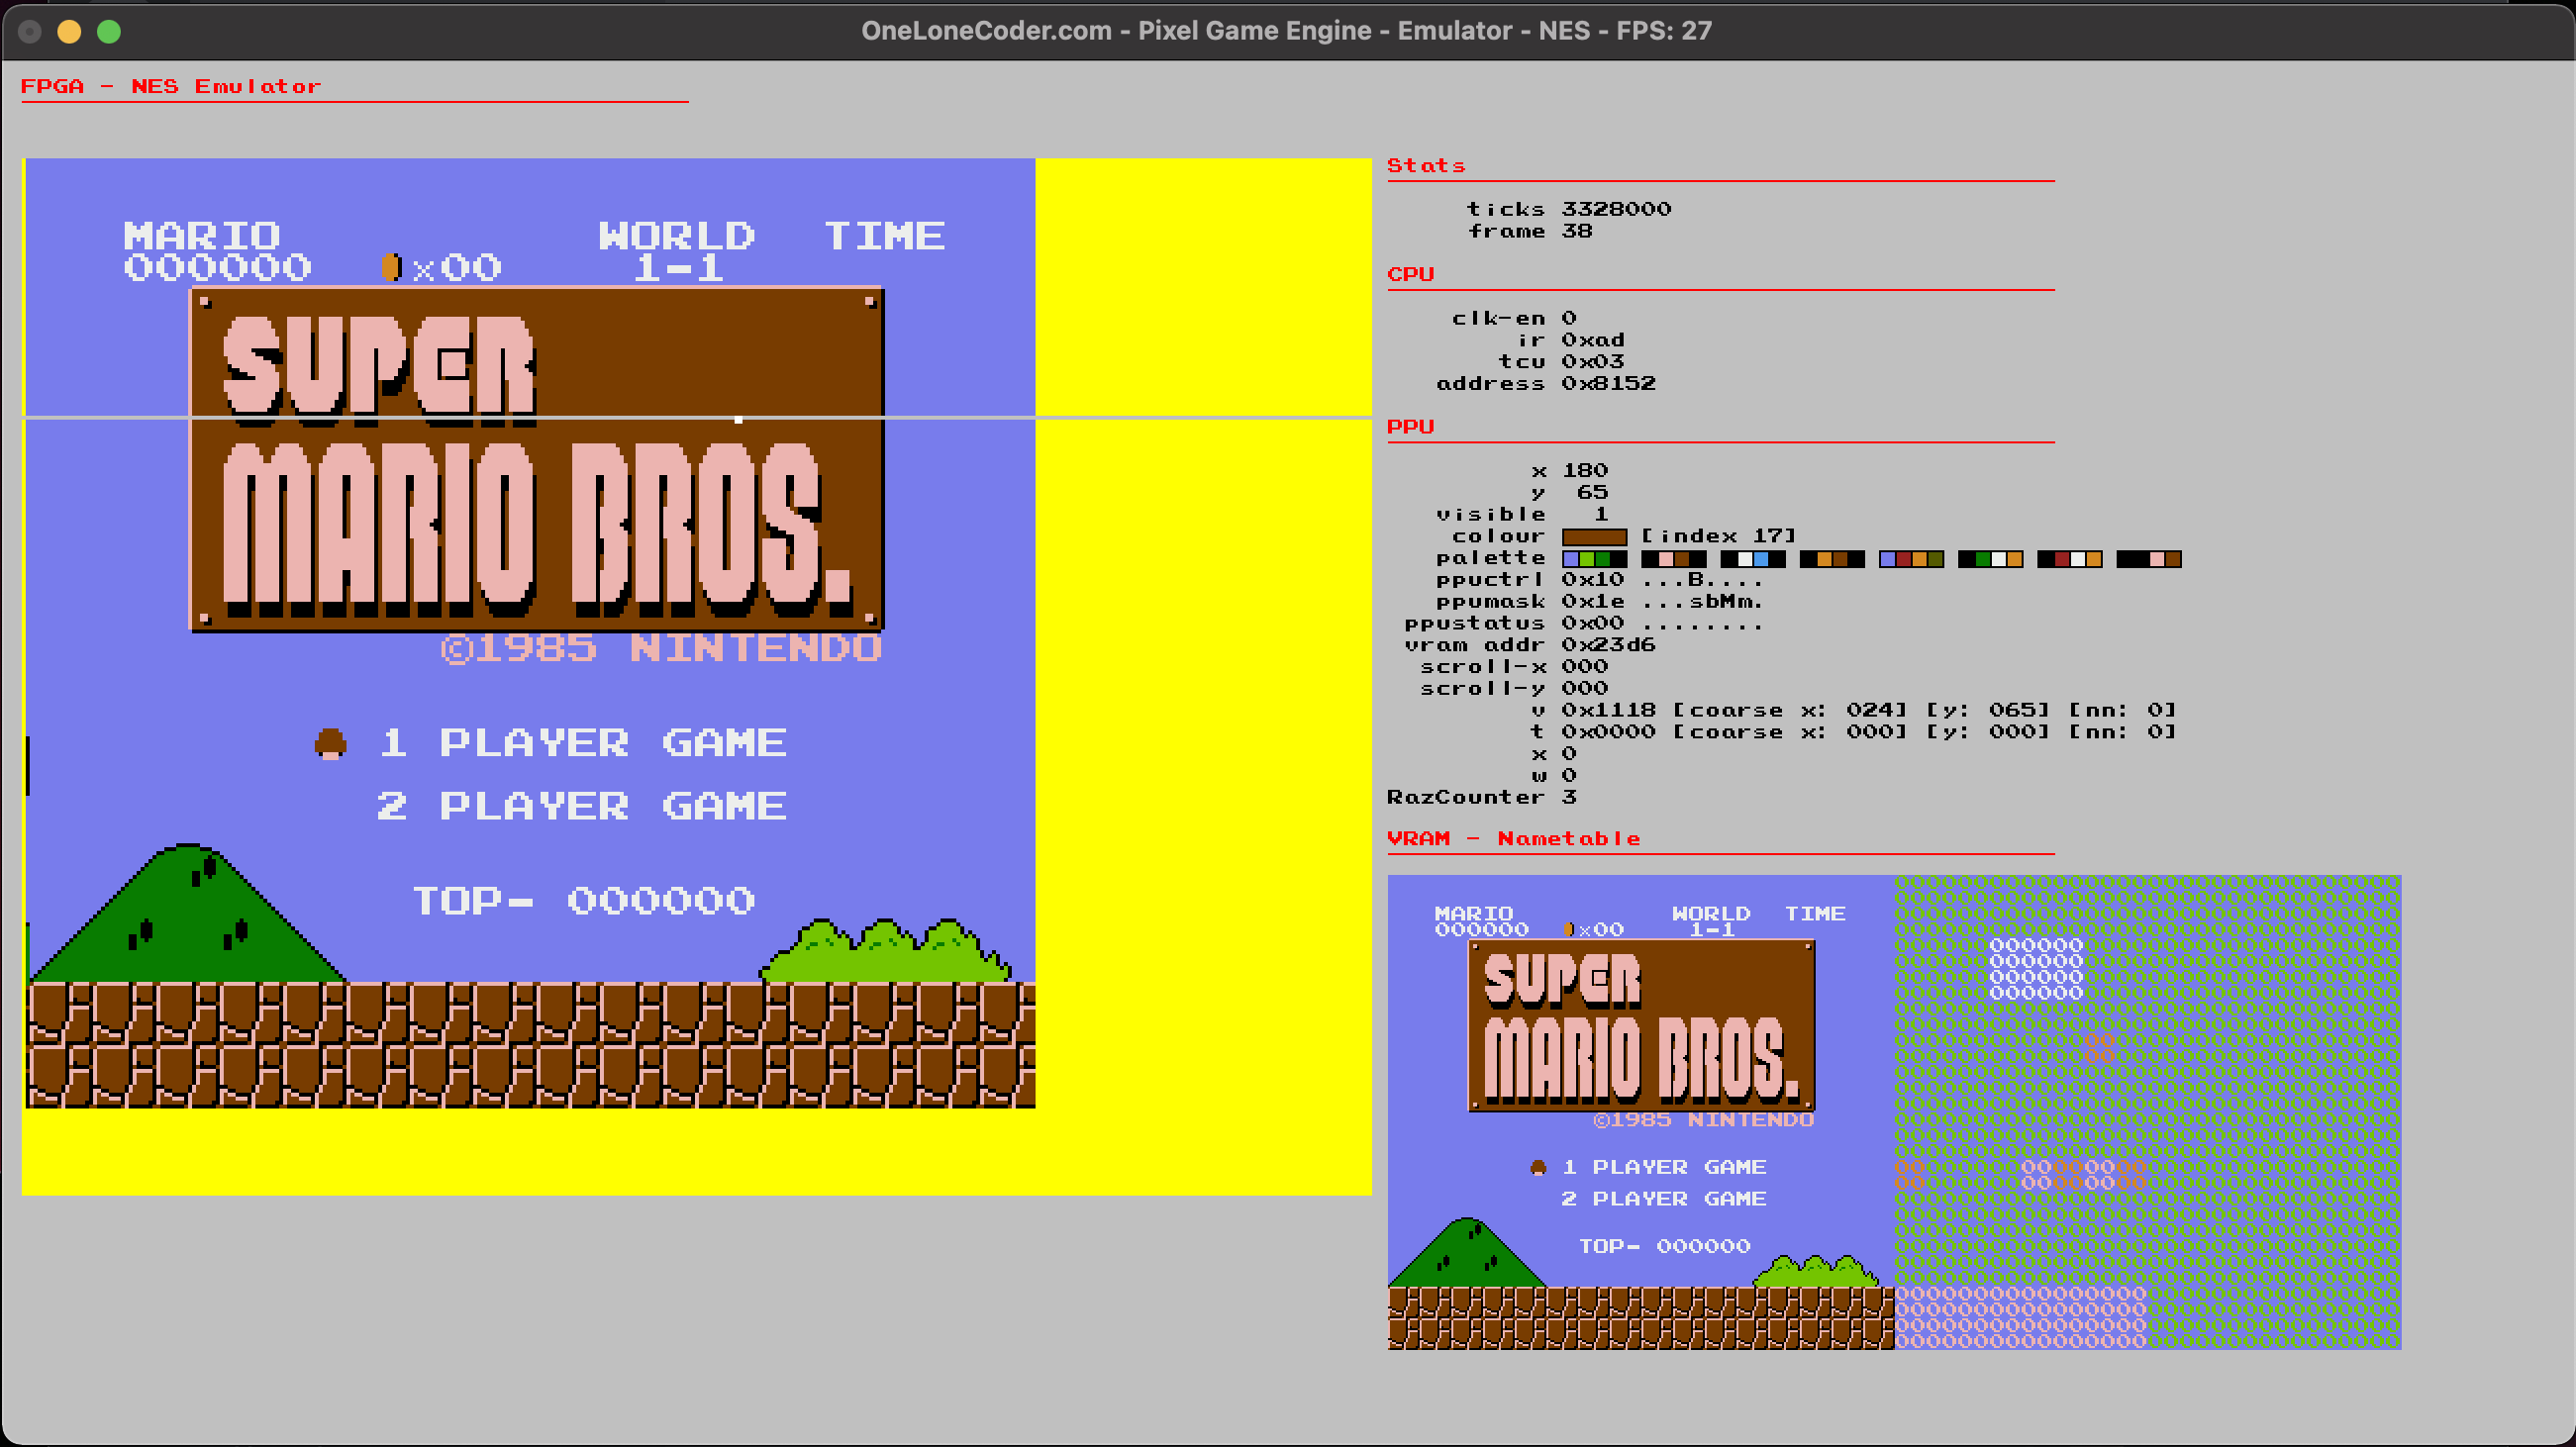 OneLoneCoder.com - Pixel Game Engine - Emulator - NES - FPS: 27
FPGA - NES Emulator
MARIO WORLD TIME
000000 x00 1-1
SUPER
MARIO BROS.
©1985 NINTENDO
1 PLAYER GAME
2 PLAYER GAME
TOP- 000000
Stats
ticks 3328000
frame 38
CPU
clk-en 0
ir 0xad
tcu 0x03
address 0x8152
PPU
x 180
y 65
visible 1
colour [index 17]
palette
ppuctrl 0x10 ...B....
ppumask 0x1e ...sbMm.
ppustatus 0x00 ........
vram addr 0x23d6
scroll-x 000
scroll-y 000
v 0x1118 [coarse x: 024] [y: 065] [nn: 0]
t 0x0000 [coarse x: 000] [y: 000] [nn: 0]
x 0
w 0
RazCounter 3
VRAM - Nametable
MARIO WORLD TIME
000000 x00 1-1
SUPER
MARIO BROS.
©1985 NINTENDO
1 PLAYER GAME
2 PLAYER GAME
TOP- 000000